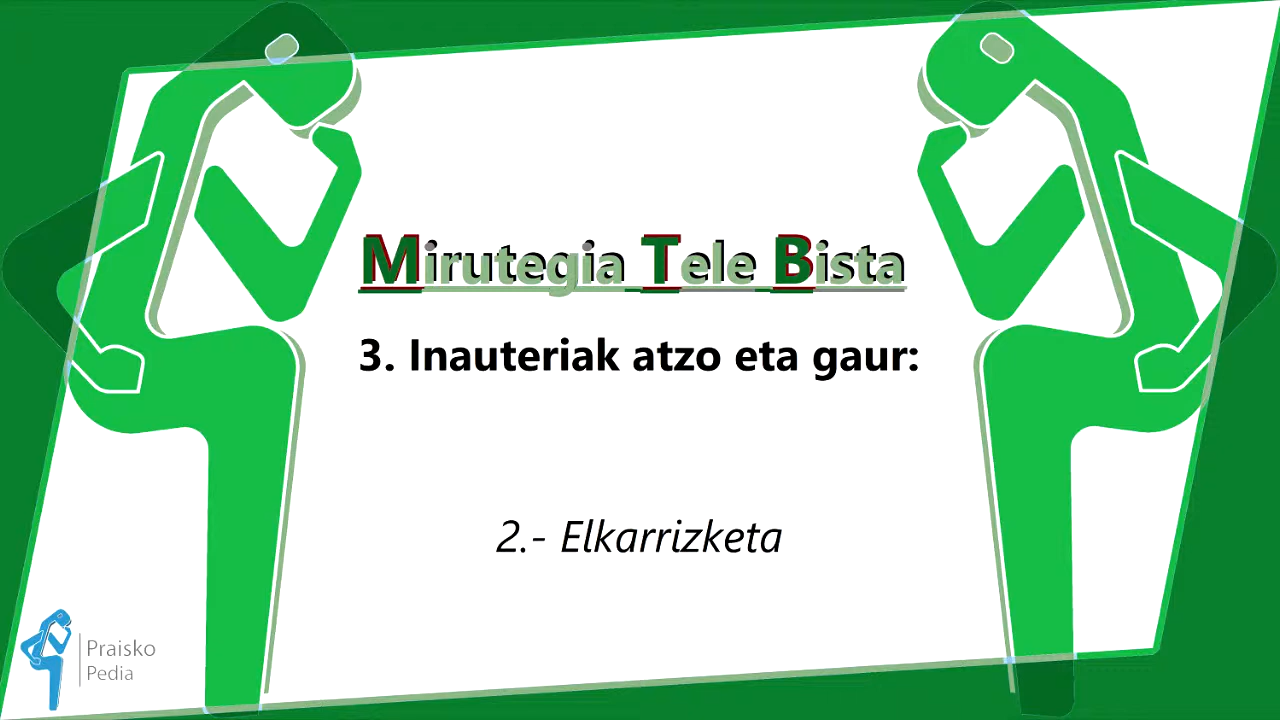 Mirutegia Tele Bista
3. Inauteriak atzo eta gaur:
2.- Elkarrizketa
Praisko
Pedia